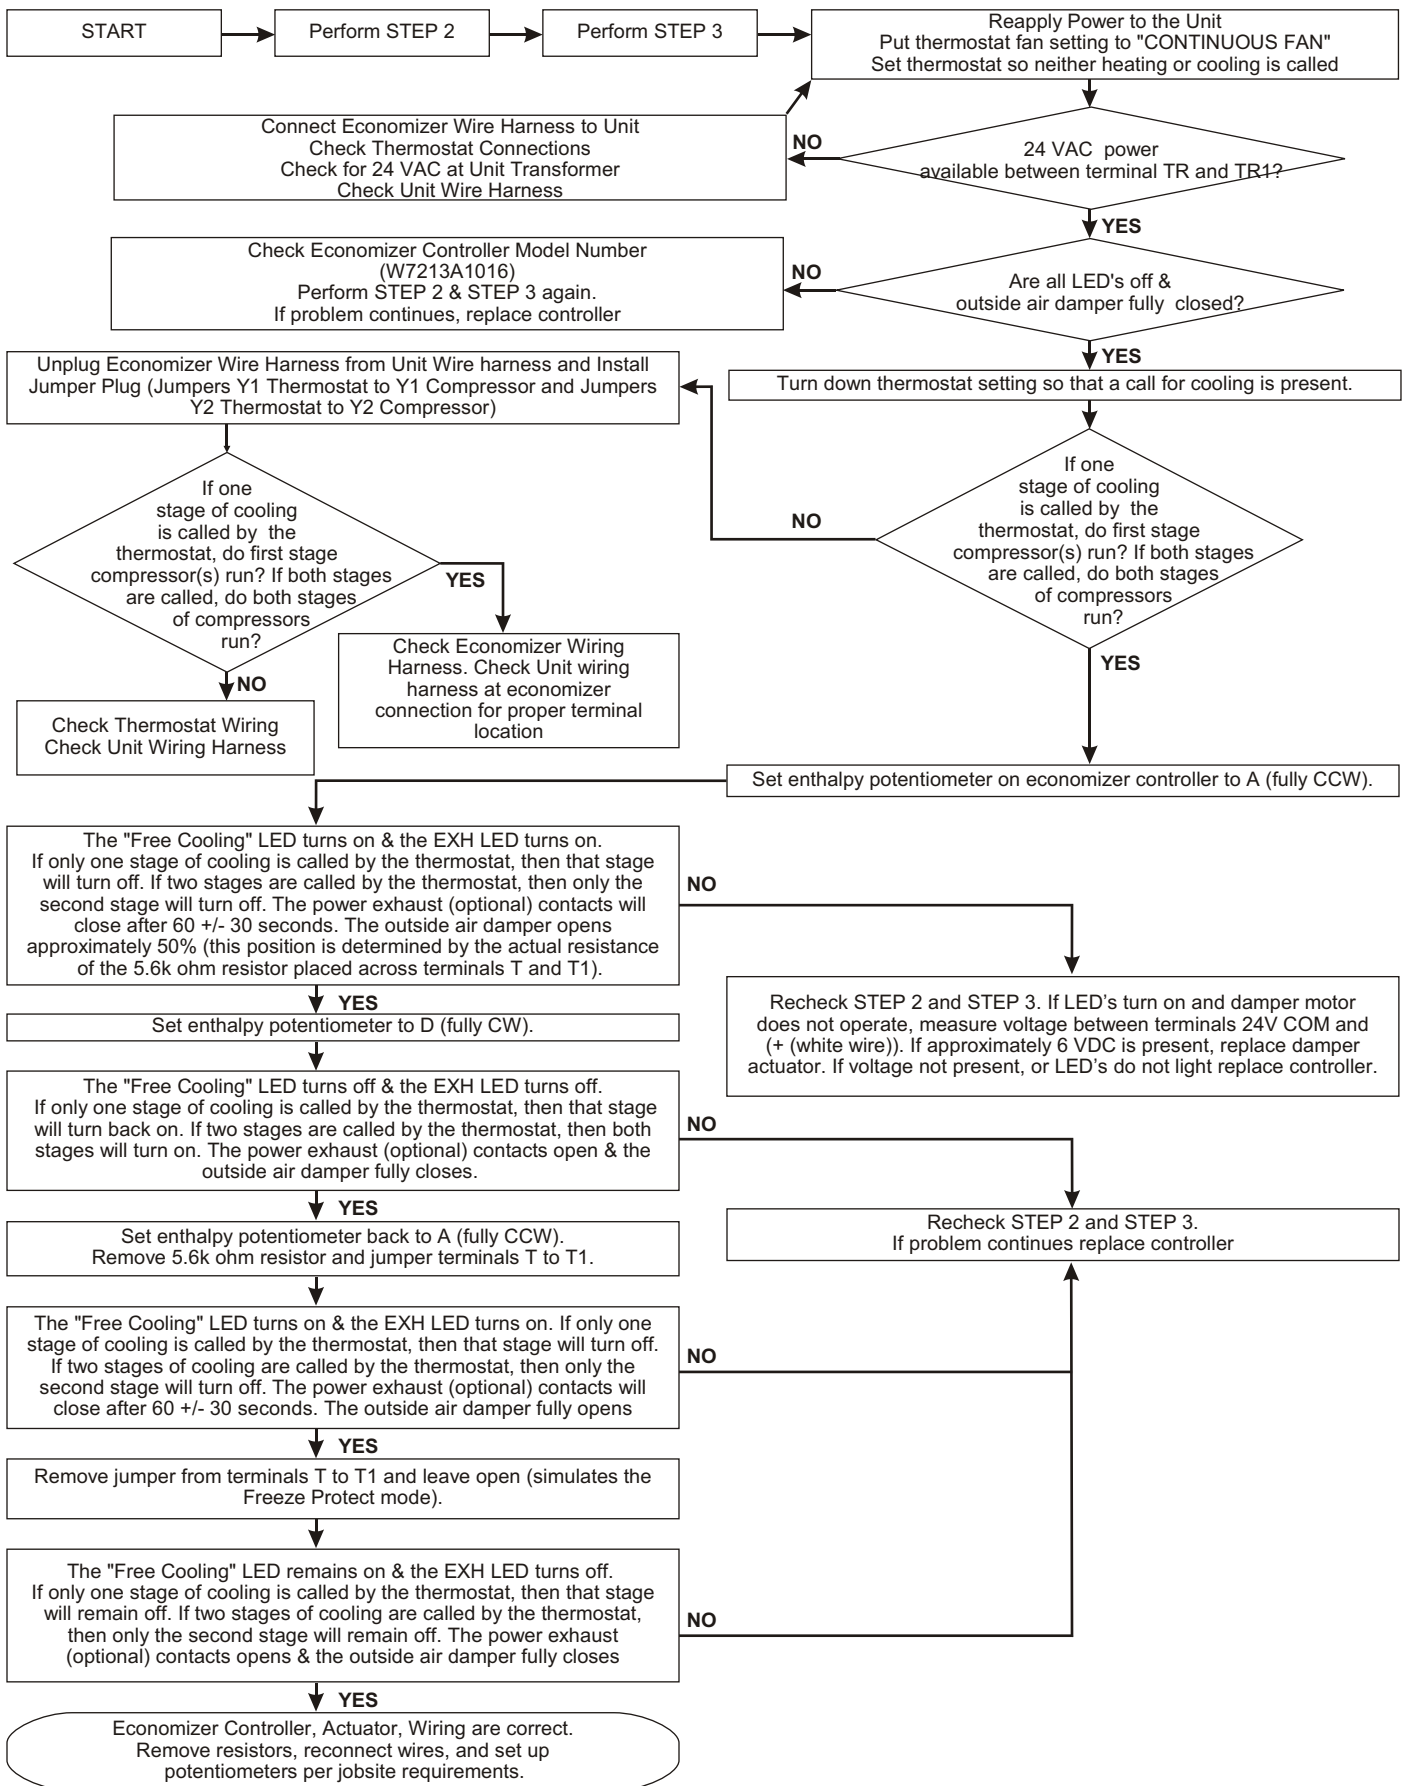 START
Perform STEP 2
Perform STEP 3
Reapply Power to the Unit
Put thermostat fan setting to "CONTINUOUS FAN"
Set thermostat so neither heating or cooling is called
Connect Economizer Wire Harness to Unit
Check Thermostat Connections
Check for 24 VAC at Unit Transformer
Check Unit Wire Harness
NO
24 VAC power
available between terminal TR and TR1?
YES
Check Economizer Controller Model Number
(W7213A1016)
Perform STEP 2 & STEP 3 again.
If problem continues, replace controller
NO
Are all LED's off &
outside air damper fully closed?
YES
Unplug Economizer Wire Harness from Unit Wire harness and Install
Jumper Plug (Jumpers Y1 Thermostat to Y1 Compressor and Jumpers
Y2 Thermostat to Y2 Compressor)
Turn down thermostat setting so that a call for cooling is present.
If one
stage of cooling
is called by the
thermostat, do first stage
compressor(s) run? If both stages
are called, do both stages
of compressors
run?
NO
If one
stage of cooling
is called by the
thermostat, do first stage
compressor(s) run? If both stages
are called, do both stages
of compressors
run?
YES
YES
NO
Check Economizer Wiring
Harness. Check Unit wiring
harness at economizer
connection for proper terminal
location
Check Thermostat Wiring
Check Unit Wiring Harness
Set enthalpy potentiometer on economizer controller to A (fully CCW).
The "Free Cooling" LED turns on & the EXH LED turns on.
If only one stage of cooling is called by the thermostat, then that stage
will turn off. If two stages are called by the thermostat, then only the
second stage will turn off. The power exhaust (optional) contacts will
close after 60 +/- 30 seconds. The outside air damper opens
approximately 50% (this position is determined by the actual resistance
of the 5.6k ohm resistor placed across terminals T and T1).
NO
YES
Recheck STEP 2 and STEP 3. If LED’s turn on and damper motor
does not operate, measure voltage between terminals 24V COM and
(+ (white wire)). If approximately 6 VDC is present, replace damper
actuator. If voltage not present, or LED’s do not light replace controller.
Set enthalpy potentiometer to D (fully CW).
The "Free Cooling" LED turns off & the EXH LED turns off.
If only one stage of cooling is called by the thermostat, then that stage
will turn back on. If two stages are called by the thermostat, then both
stages will turn on. The power exhaust (optional) contacts open & the
outside air damper fully closes.
NO
YES
Recheck STEP 2 and STEP 3.
If problem continues replace controller
Set enthalpy potentiometer back to A (fully CCW).
Remove 5.6k ohm resistor and jumper terminals T to T1.
The "Free Cooling" LED turns on & the EXH LED turns on. If only one
stage of cooling is called by the thermostat, then that stage will turn off.
If two stages of cooling are called by the thermostat, then only the
second stage will turn off. The power exhaust (optional) contacts will
close after 60 +/- 30 seconds. The outside air damper fully opens
NO
YES
Remove jumper from terminals T to T1 and leave open (simulates the
Freeze Protect mode).
The "Free Cooling" LED remains on & the EXH LED turns off.
If only one stage of cooling is called by the thermostat, then that stage
will remain off. If two stages of cooling are called by the thermostat,
then only the second stage will remain off. The power exhaust
(optional) contacts opens & the outside air damper fully closes
NO
YES
Economizer Controller, Actuator, Wiring are correct.
Remove resistors, reconnect wires, and set up
potentiometers per jobsite requirements.